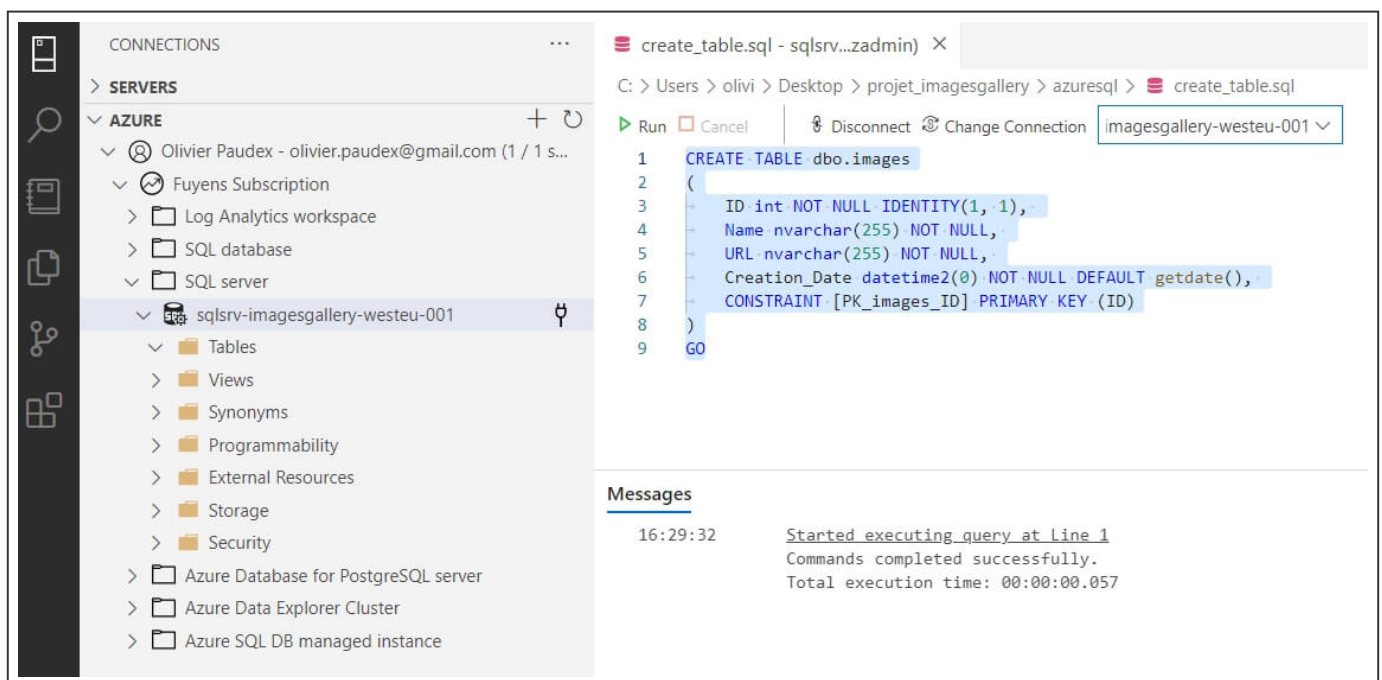 CONNECTIONS ...
SERVERS
AZURE
Olivier Paudex - olivier.paudex@gmail.com (1 / 1 s...
Fuyens Subscription
Log Analytics workspace
SQL database
SQL server
sqlsrv-imagesgallery-westeu-001
Tables
Views
Synonyms
Programmability
External Resources
Storage
Security
Azure Database for PostgreSQL server
Azure Data Explorer Cluster
Azure SQL DB managed instance
create_table.sql - sqlsrv...zadmin)
C: > Users > olivi > Desktop > projet_imagesgallery > azuresql > create_table.sql
Run Cancel Disconnect Change Connection imagesgallery-westeu-001
1 CREATE TABLE dbo.images
2 (
3 ID int NOT NULL IDENTITY(1, 1),
4 Name nvarchar(255) NOT NULL,
5 URL nvarchar(255) NOT NULL,
6 Creation_Date datetime2(0) NOT NULL DEFAULT getdate(),
7 CONSTRAINT [PK_images_ID] PRIMARY KEY (ID)
8 )
9 GO
Messages
16:29:32 Started executing query at Line 1
Commands completed successfully.
Total execution time: 00:00:00.057